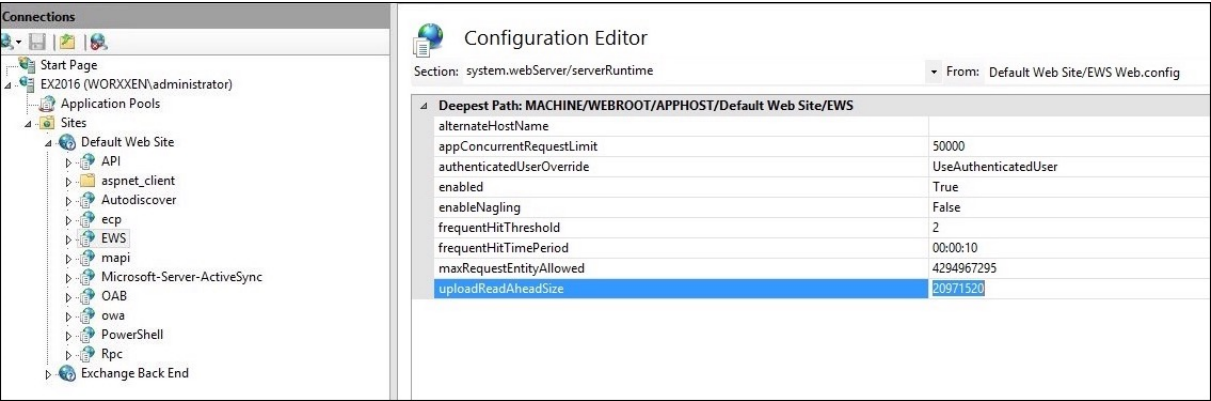 Connections
Start Page
EX2016 (WORXXEN\administrator)
Application Pools
Sites
Default Web Site
API
aspnet_client
Autodiscover
ecp
EWS
mapi
Microsoft-Server-ActiveSync
OAB
owa
PowerShell
Rpc
Exchange Back End
Configuration Editor
Section: system.webServer/serverRuntime From: Default Web Site/EWS Web.config
Deepest Path: MACHINE/WEBROOT/APPHOST/Default Web Site/EWS
alternateHostName
appConcurrentRequestLimit 50000
authenticatedUserOverride UseAuthenticatedUser
enabled True
enableNagling False
frequentHitThreshold 2
frequentHitTimePeriod 00:00:10
maxRequestEntityAllowed 4294967295
uploadReadAheadSize 20971520